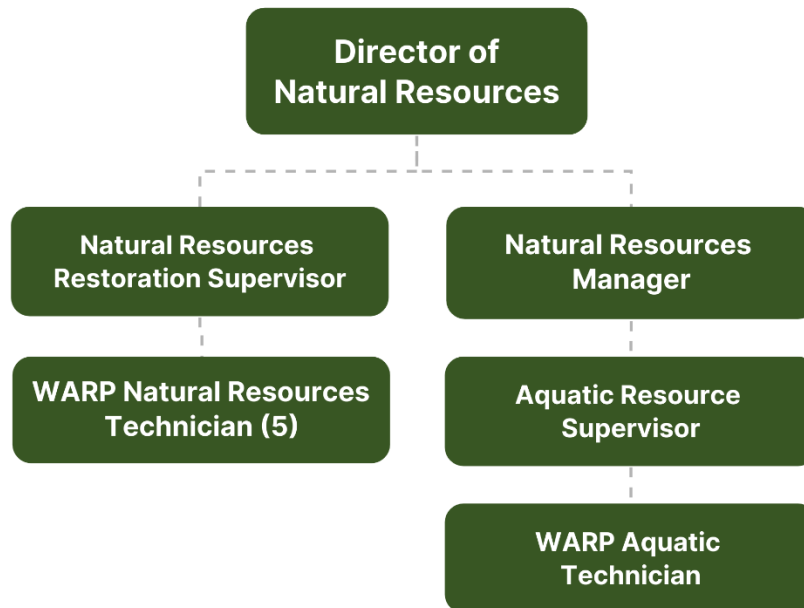 Director of
Natural Resources
Natural Resources
Restoration Supervisor
Natural Resources
Manager
WARP Natural Resources
Technician (5)
Aquatic Resource
Supervisor
WARP Aquatic
Technician